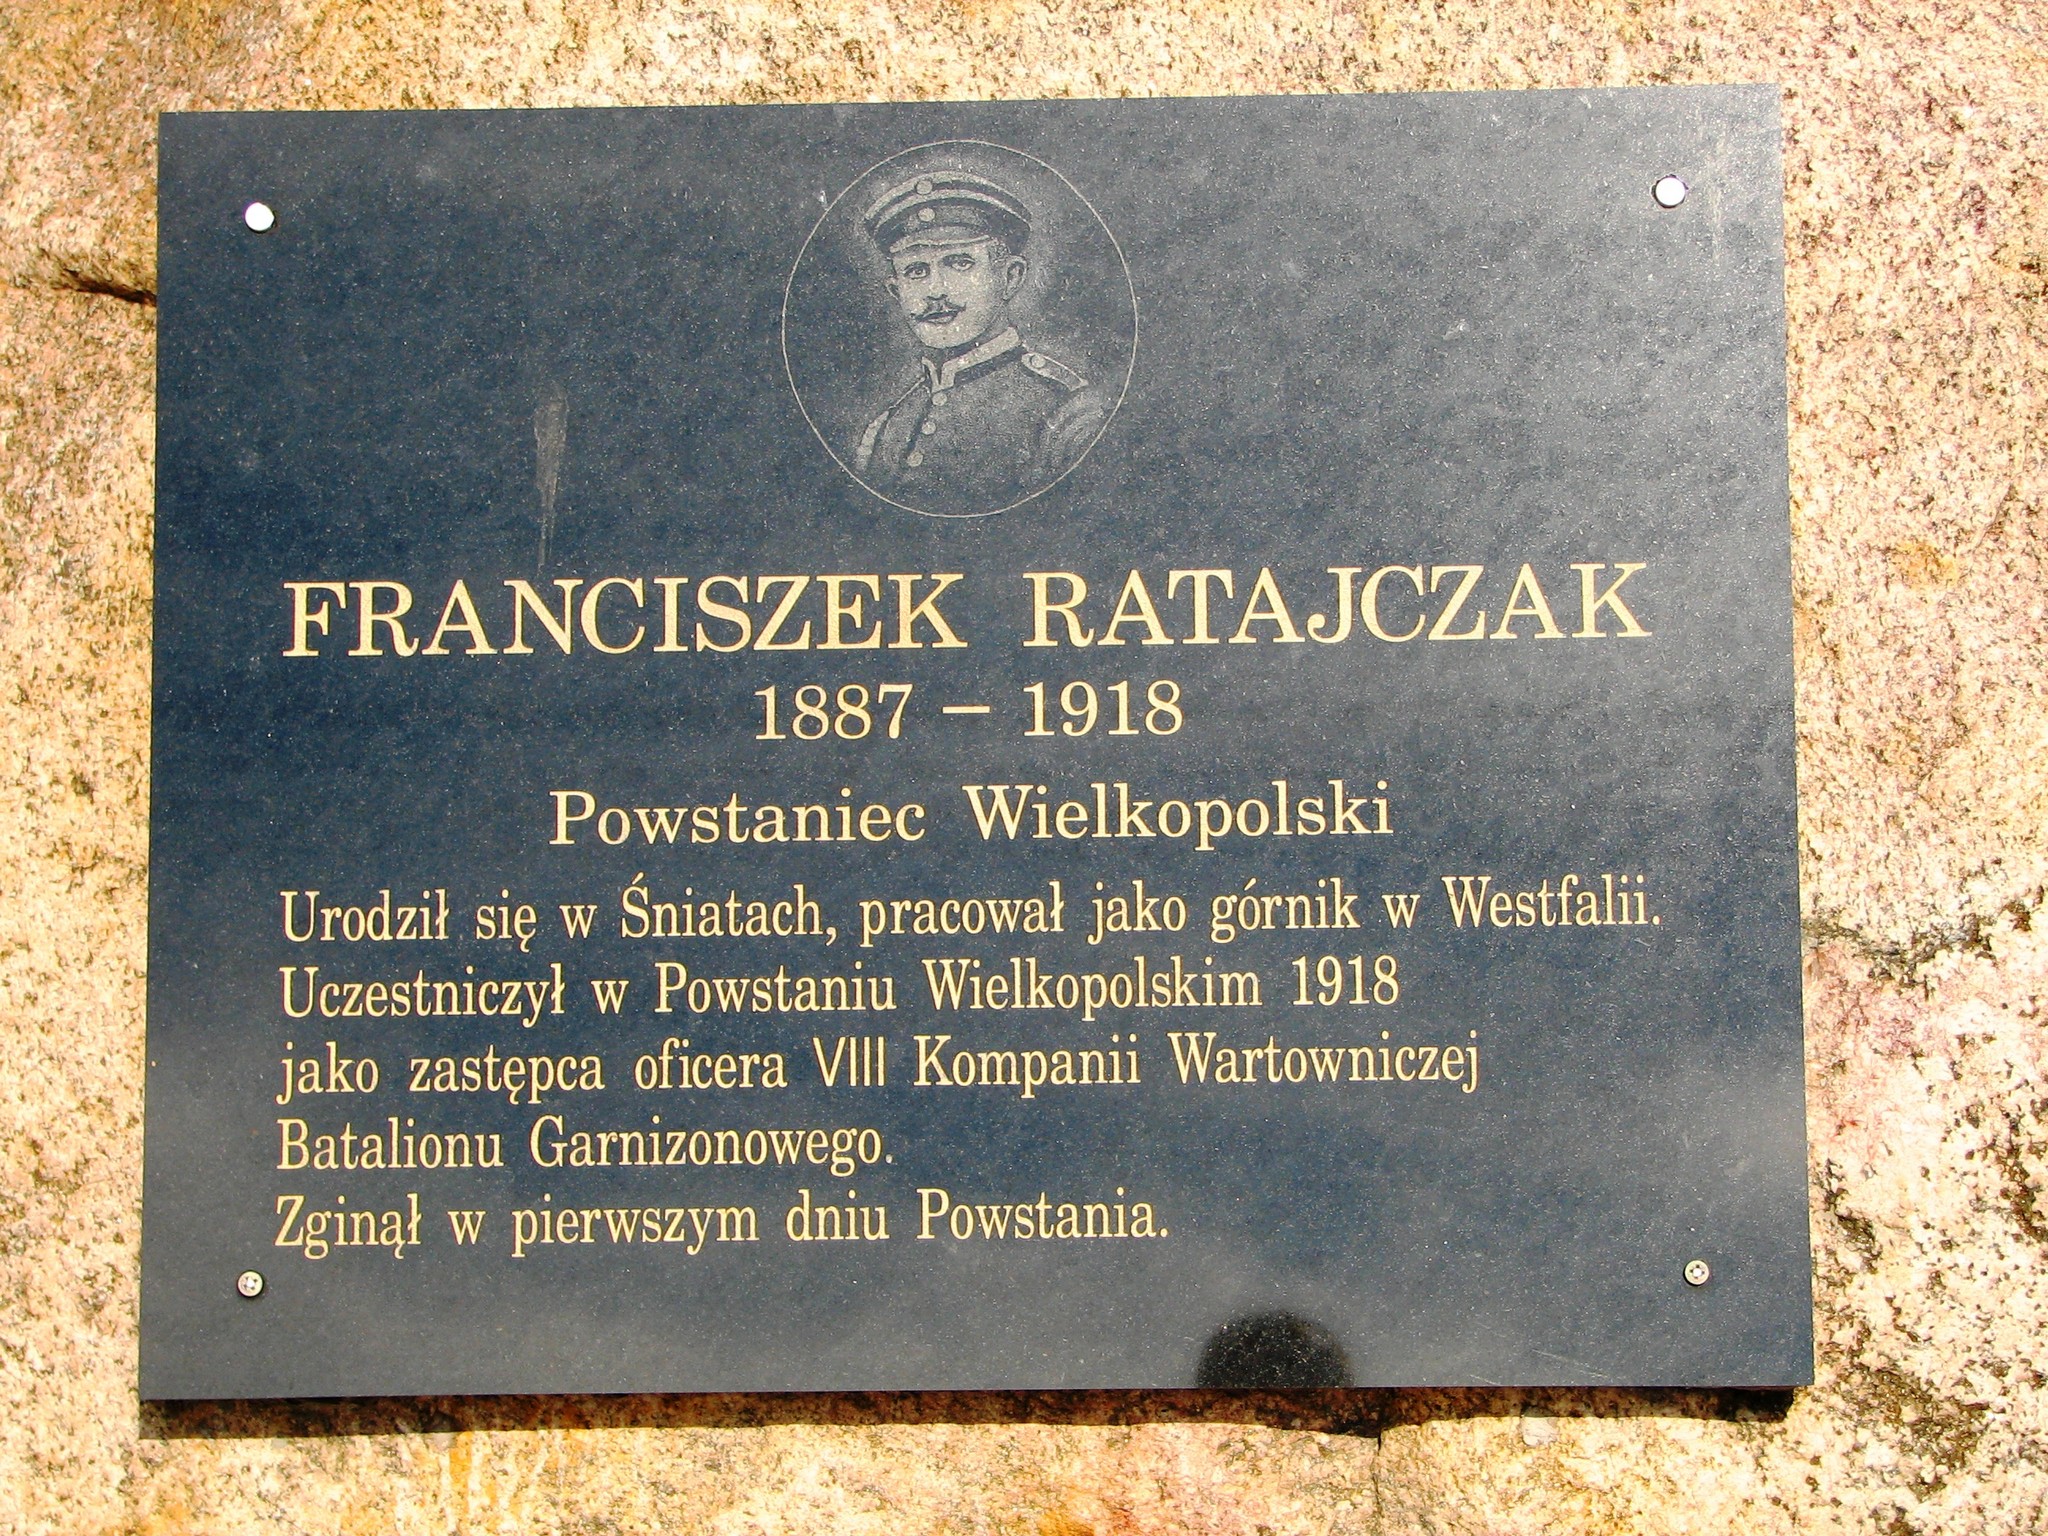 FRANCISZEK RATAJCZAK
1887 – 1918
Powstaniec Wielkopolski
Urodził się w Śniatach, pracował jako górnik w Westfalii.
Uczestniczył w Powstaniu Wielkopolskim 1918
jako zastępca oficera VIII Kompanii Wartowniczej
Batalionu Garnizonowego.
Zginął w pierwszym dniu Powstania.